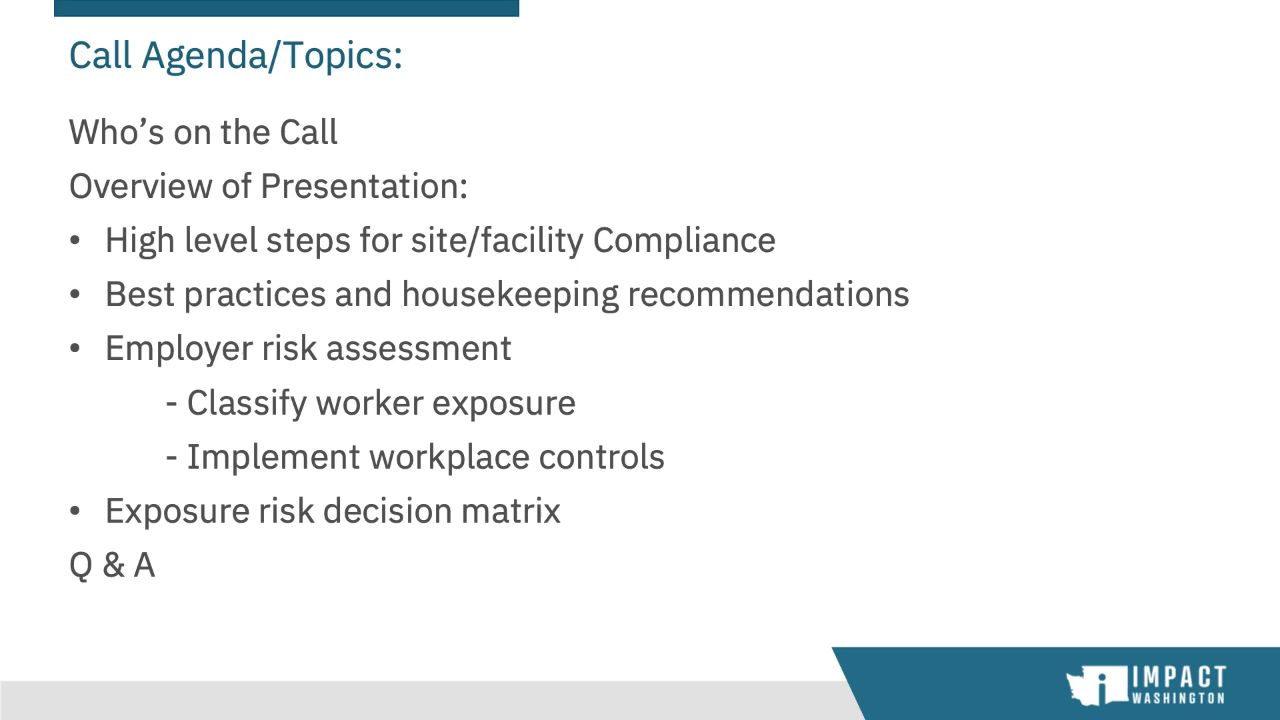 Call Agenda/Topics:
Who’s on the Call
Overview of Presentation:
• High level steps for site/facility Compliance
• Best practices and housekeeping recommendations
• Employer risk assessment
- Classify worker exposure
- Implement workplace controls
• Exposure risk decision matrix
Q & A
i IMPACT
WASHINGTON